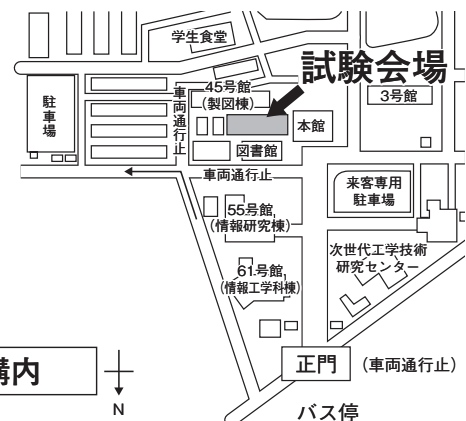 学生食堂
試験会場
45号館
(製図棟)
3号館
駐車場
車両通行止
本館
図書館
車両通行止
来客専用
駐車場
55号館
(情報研究棟)
次世代工学技術
研究センター
61号館
(情報工学科棟)
構内
正門
(車両通行止)
N
バス停